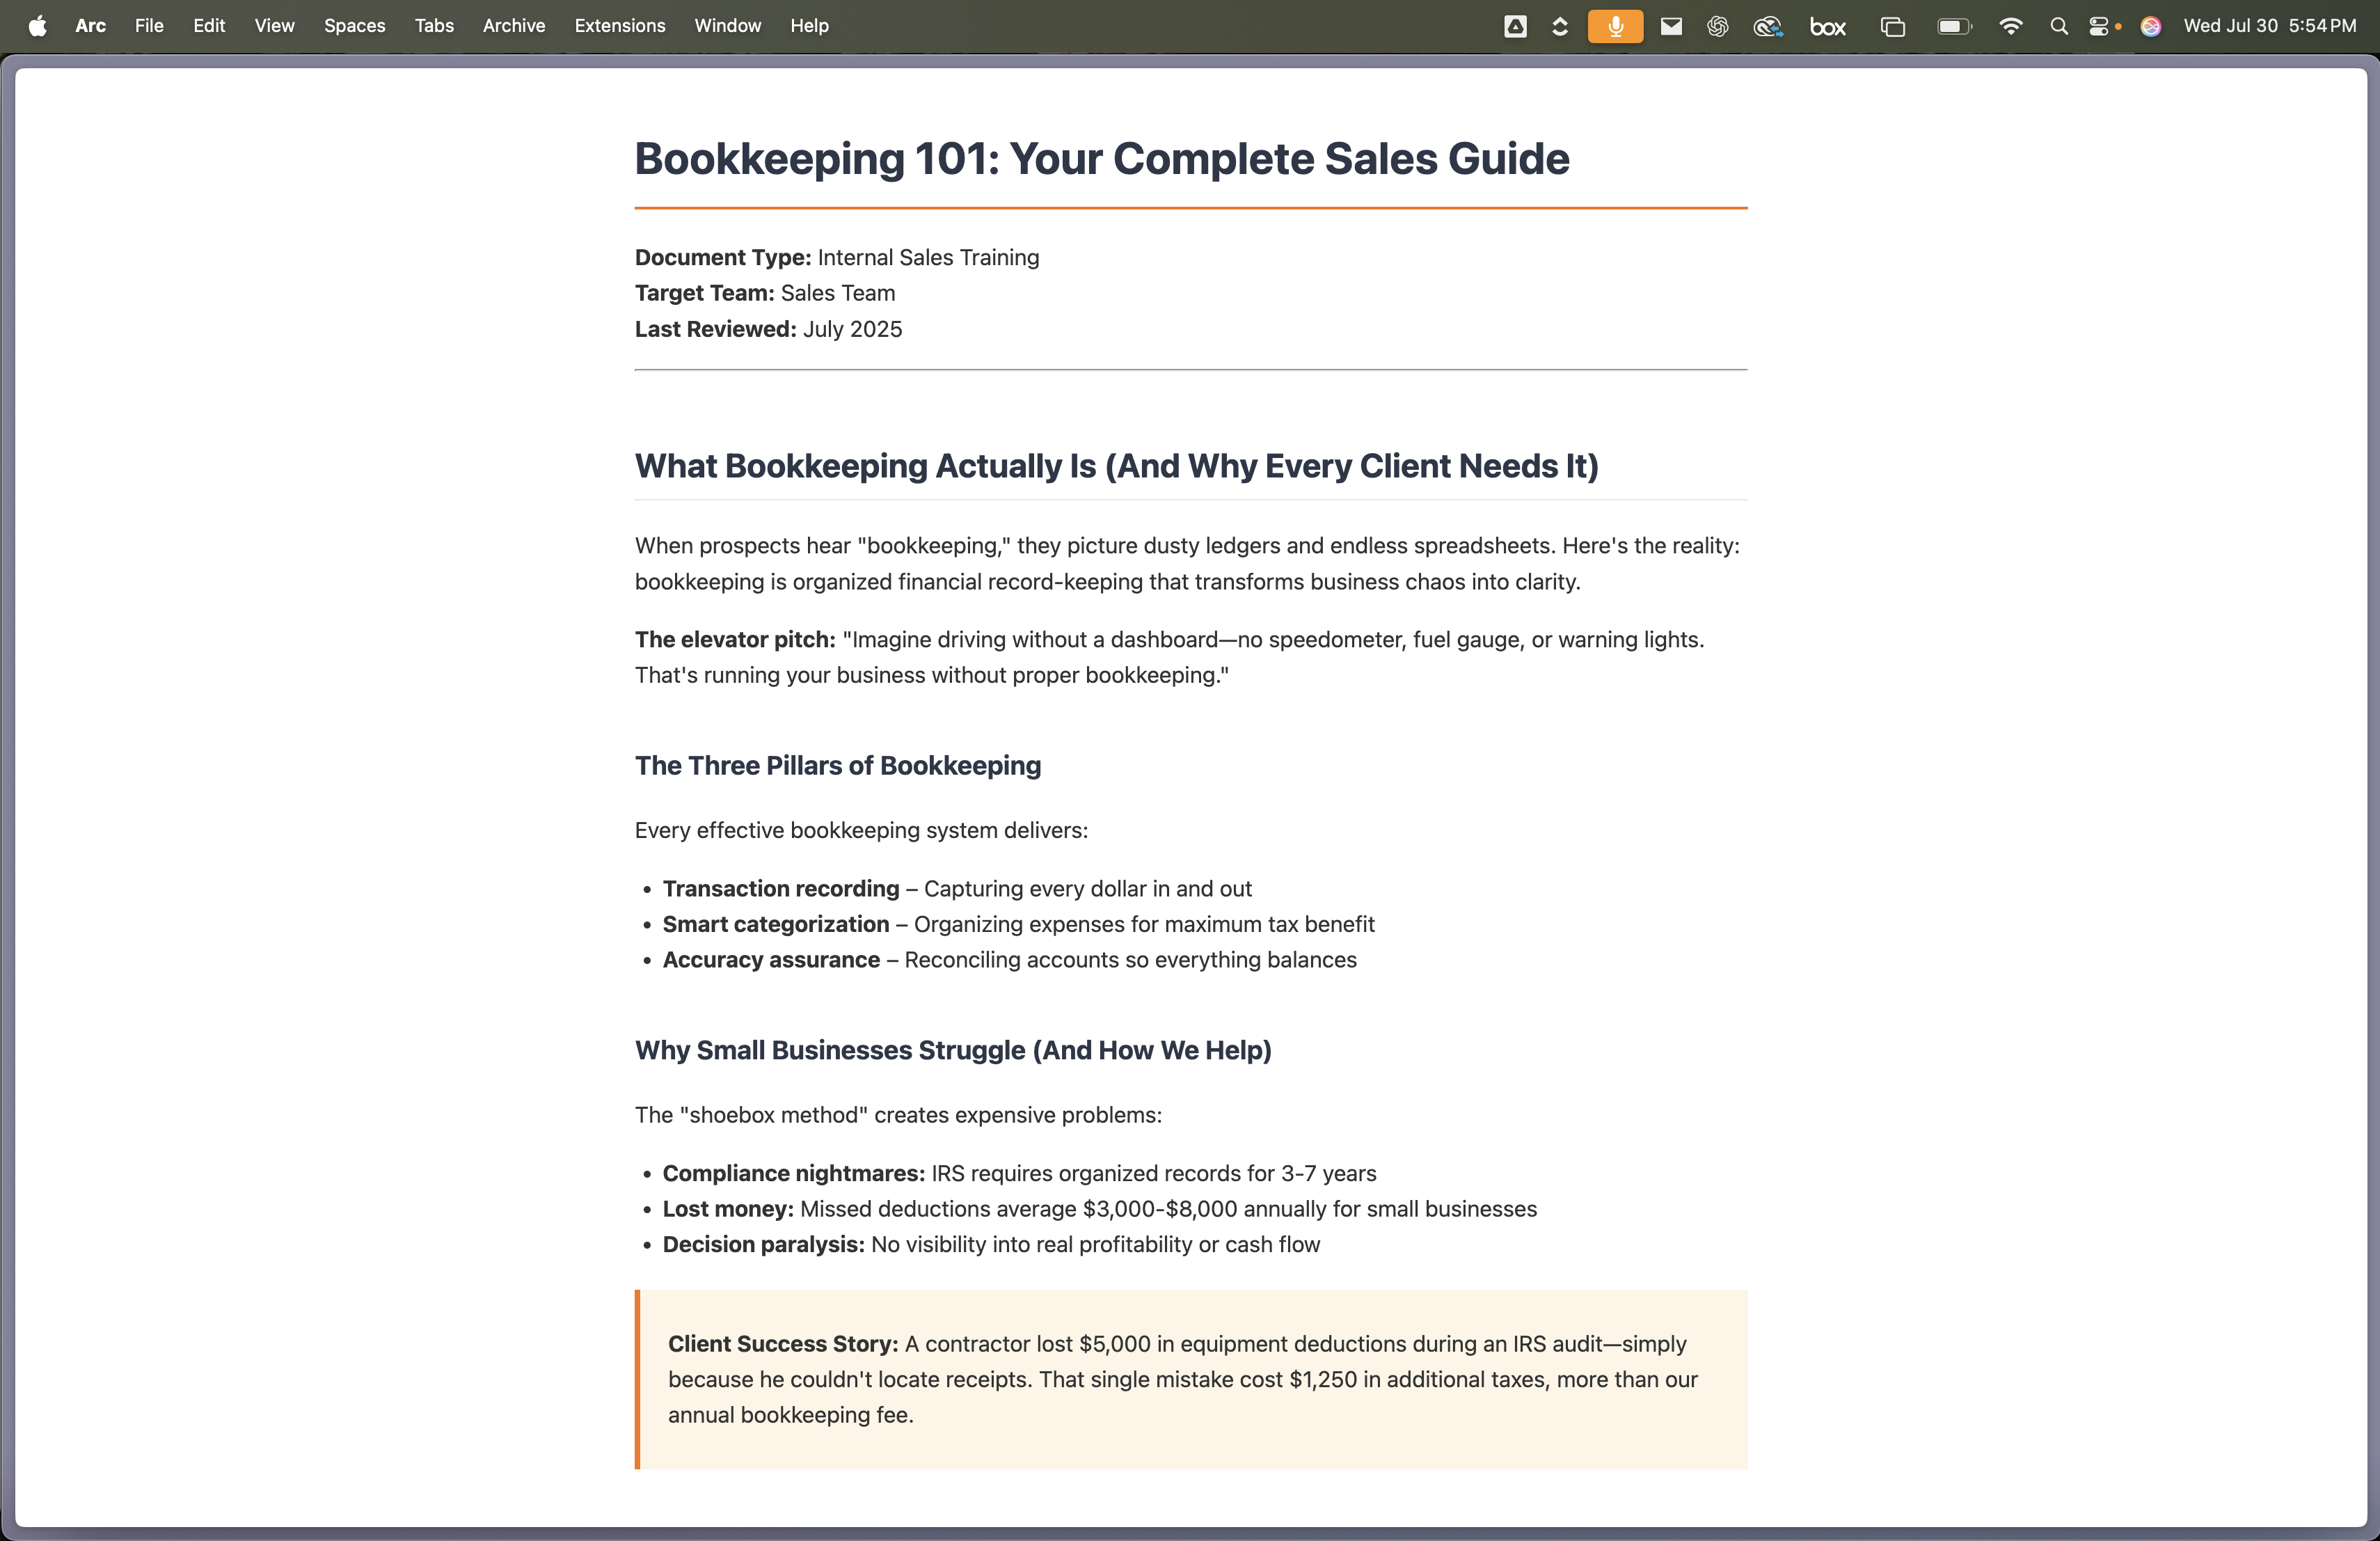 Arc File Edit View Spaces Tabs Archive Extensions Window Help box Wed Jul 30 5:54 PM
Bookkeeping 101: Your Complete Sales Guide
Document Type: Internal Sales Training
Target Team: Sales Team
Last Reviewed: July 2025
What Bookkeeping Actually Is (And Why Every Client Needs It)
When prospects hear "bookkeeping," they picture dusty ledgers and endless spreadsheets. Here's the reality:
bookkeeping is organized financial record-keeping that transforms business chaos into clarity.
The elevator pitch: "Imagine driving without a dashboard—no speedometer, fuel gauge, or warning lights.
That's running your business without proper bookkeeping."
The Three Pillars of Bookkeeping
Every effective bookkeeping system delivers:
• Transaction recording – Capturing every dollar in and out
• Smart categorization – Organizing expenses for maximum tax benefit
• Accuracy assurance – Reconciling accounts so everything balances
Why Small Businesses Struggle (And How We Help)
The "shoebox method" creates expensive problems:
• Compliance nightmares: IRS requires organized records for 3-7 years
• Lost money: Missed deductions average $3,000-$8,000 annually for small businesses
• Decision paralysis: No visibility into real profitability or cash flow
Client Success Story: A contractor lost $5,000 in equipment deductions during an IRS audit—simply
because he couldn't locate receipts. That single mistake cost $1,250 in additional taxes, more than our
annual bookkeeping fee.